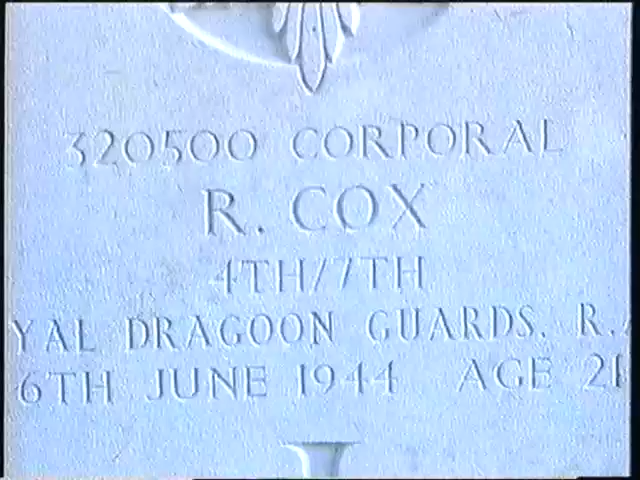 320500 CORPORAL
R. COX
4TH/7TH
YAL DRAGOON GUARDS. R.A
6TH JUNE 1944 AGE 21